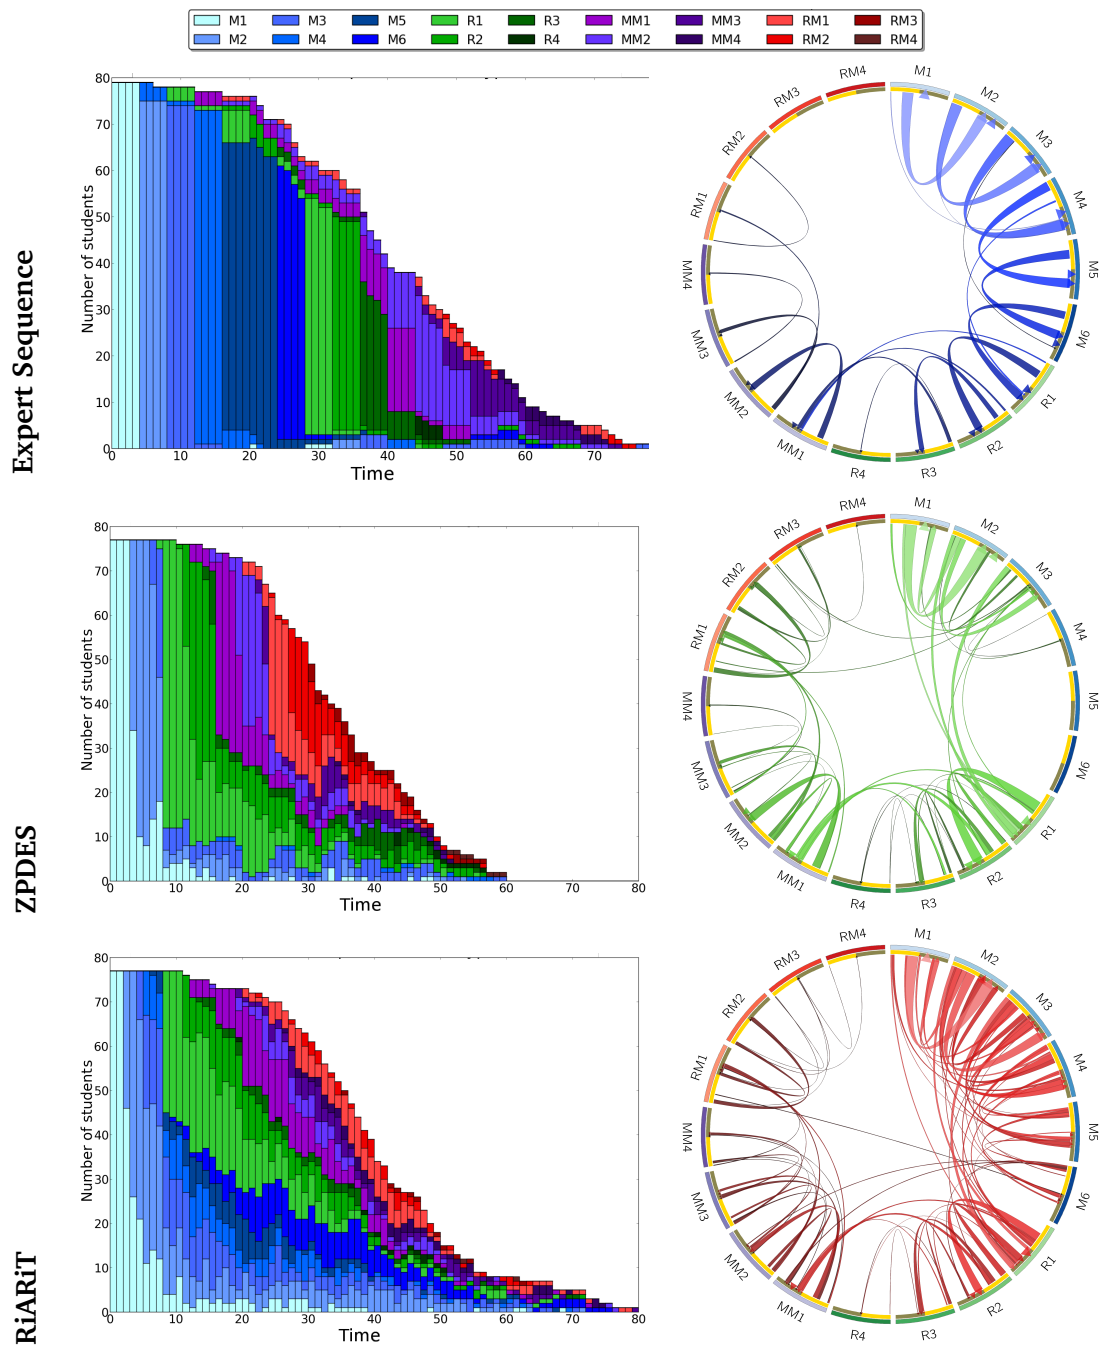 M1 M3 M5 R1 R3 MM1 MM3 RM1 RM3
M2 M4 M6 R2 R4 MM2 MM4 RM2 RM4
Expert Sequence
Number of students
80
70
60
50
40
30
20
10
0
0 10 20 30 40 50 60 70
Time
M1
M2
M3
M4
M5
M6
R1
R2
R3
R4
MM1
MM2
MM3
MM4
RM1
RM2
RM3
RM4
ZPDES
Number of students
80
70
60
50
40
30
20
10
0
0 10 20 30 40 50 60 70 80
Time
M1
M2
M3
M4
M5
M6
R1
R2
R3
R4
MM1
MM2
MM3
MM4
RM1
RM2
RM3
RM4
RiARiT
Number of students
80
70
60
50
40
30
20
10
0
0 10 20 30 40 50 60 70 80
Time
M1
M2
M3
M4
M5
M6
R1
R2
R3
R4
MM1
MM2
MM3
MM4
RM1
RM2
RM3
RM4